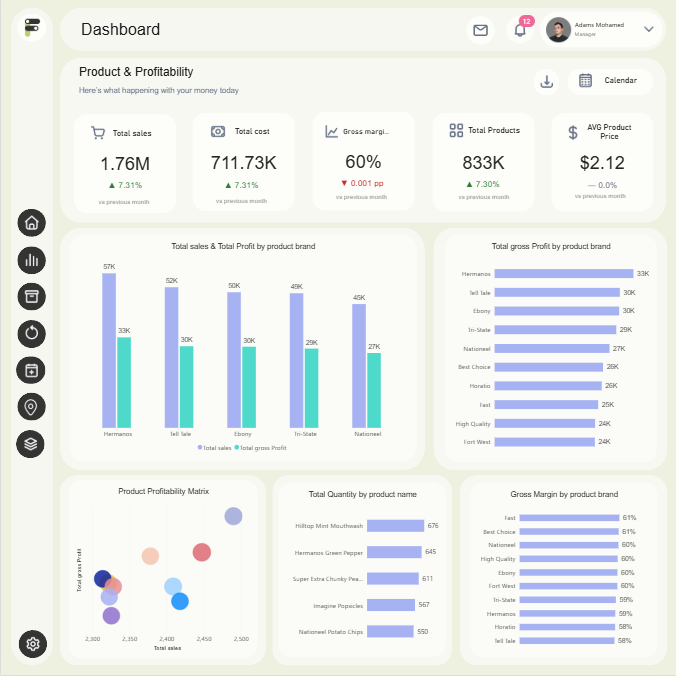 Dashboard
12
Adams Mohamed
Manager
Product & Profitability
Here's what happening with your money today
Calendar
Total sales
1.76M
▲ 7.31%
vs previous month
Total cost
711.73K
▲ 7.31%
vs previous month
Gross margi...
60%
▼ 0.001 pp
vs previous month
Total Products
833K
▲ 7.30%
vs previous month
AVG Product
Price
$2.12
— 0.0%
vs previous month
Total sales & Total Profit by product brand
57K
33K
52K
30K
50K
30K
49K
29K
45K
27K
Hermanos
Tell Tale
Ebony
Tri-State
Nationeel
Total sales
Total gross Profit
Total gross Profit by product brand
Hermanos 33K
Tell Tale 30K
Ebony 30K
Tri-State 29K
Nationeel 27K
Best Choice 26K
Horatio 26K
Fast 25K
High Quality 24K
Fort West 24K
Product Profitability Matrix
Total gross Profit
2,300 2,350 2,400 2,450 2,500
Total sales
Total Quantity by product name
Hilltop Mint Mouthwash 676
Hermanos Green Pepper 645
Super Extra Chunky Pea... 611
Imagine Popsicles 567
Nationeel Potato Chips 550
Gross Margin by product brand
Fast 61%
Best Choice 61%
Nationeel 60%
High Quality 60%
Ebony 60%
Fort West 60%
Tri-State 59%
Hermanos 59%
Horatio 58%
Tell Tale 58%